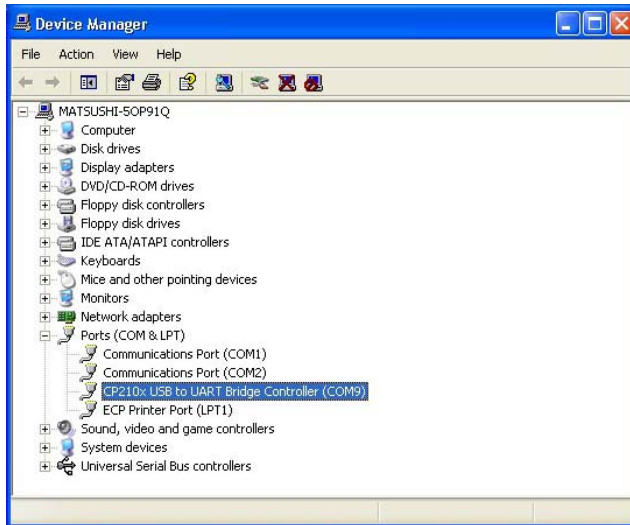 Device Manager
File Action View Help
MATSUSHI-5OP91Q
Computer
Disk drives
Display adapters
DVD/CD-ROM drives
Floppy disk controllers
Floppy disk drives
IDE ATA/ATAPI controllers
Keyboards
Mice and other pointing devices
Monitors
Network adapters
Ports (COM & LPT)
Communications Port (COM1)
Communications Port (COM2)
CP210x USB to UART Bridge Controller (COM9)
ECP Printer Port (LPT1)
Sound, video and game controllers
System devices
Universal Serial Bus controllers